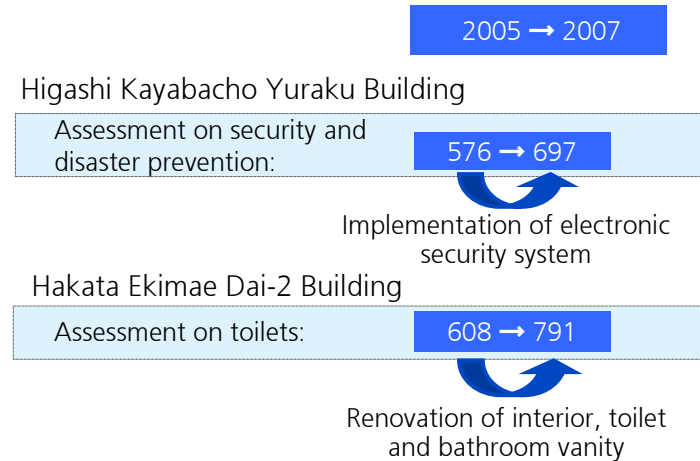 2005 → 2007
Higashi Kayabacho Yuraku Building
Assessment on security and
disaster prevention:
576 → 697
Implementation of electronic
security system
Hakata Ekimae Dai-2 Building
Assessment on toilets:
608 → 791
Renovation of interior, toilet
and bathroom vanity